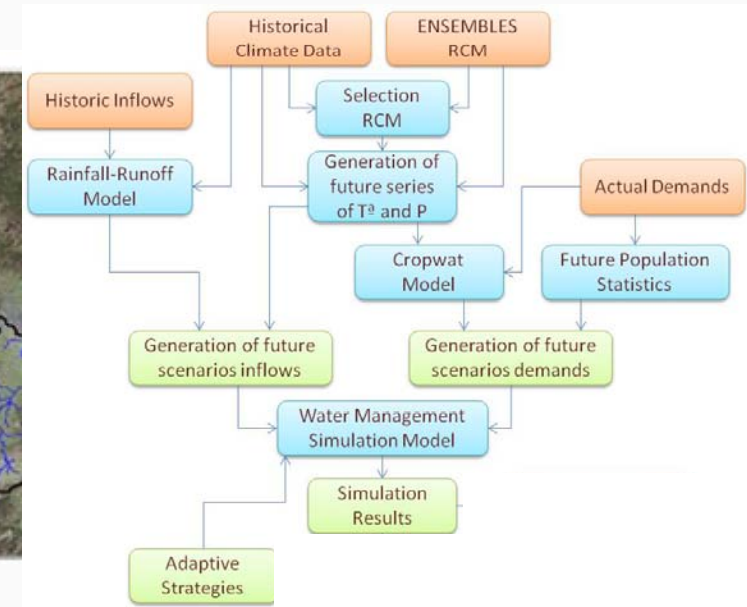 Historical
Climate Data
ENSEMBLES
RCM
Historic Inflows
Selection
RCM
Rainfall-Runoff
Model
Generation of
future series
of Tª and P
Actual Demands
Cropwat
Model
Future Population
Statistics
Generation of future
scenarios inflows
Generation of future
scenarios demands
Water Management
Simulation Model
Simulation
Results
Adaptive
Strategies